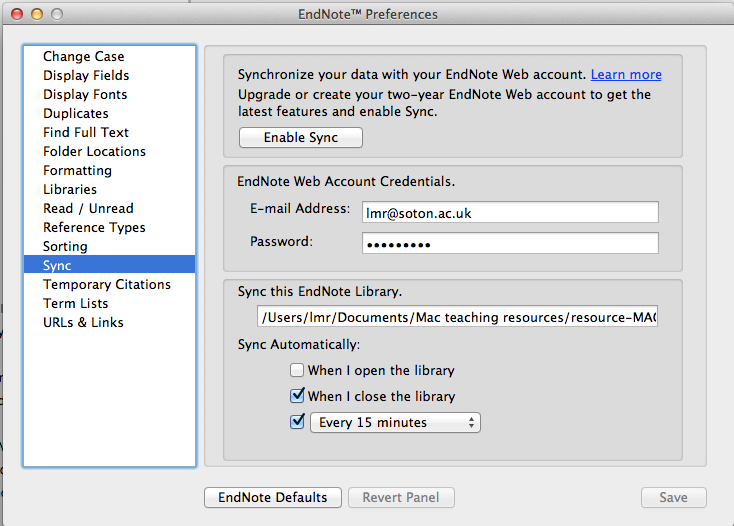 EndNote™ Preferences
Change Case
Display Fields
Display Fonts
Duplicates
Find Full Text
Folder Locations
Formatting
Libraries
Read / Unread
Reference Types
Sorting
Sync
Temporary Citations
Term Lists
URLs & Links
Synchronize your data with your EndNote Web account. Learn more
Upgrade or create your two-year EndNote Web account to get the
latest features and enable Sync.
Enable Sync
EndNote Web Account Credentials.
E-mail Address: lmr@soton.ac.uk
Password: •••••••••
Sync this EndNote Library.
/Users/lmr/Documents/Mac teaching resources/resource-MAC
Sync Automatically:
When I open the library
When I close the library
Every 15 minutes
EndNote Defaults Revert Panel Save